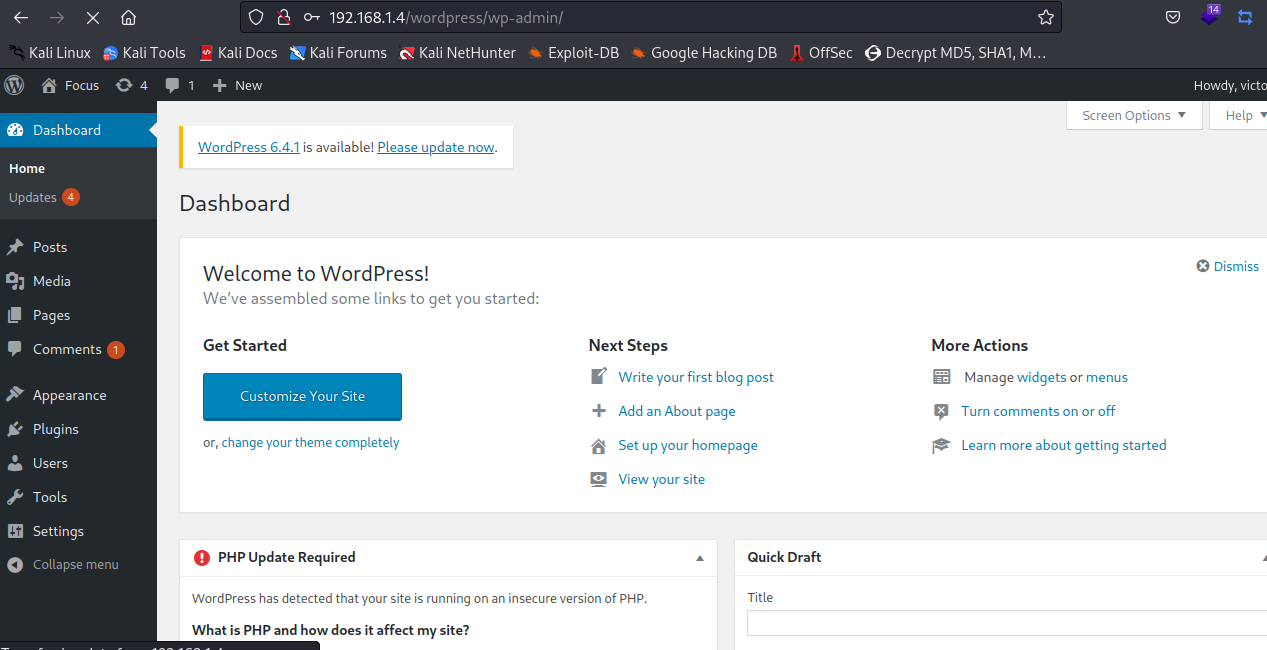 192.168.1.4/wordpress/wp-admin/
14
Kali Linux Kali Tools Kali Docs Kali Forums Kali NetHunter Exploit-DB Google Hacking DB OffSec Decrypt MD5, SHA1, M…
Focus 4 1 New Howdy, victo
Dashboard
Home
Updates 4
Posts
Media
Pages
Comments 1
Appearance
Plugins
Users
Tools
Settings
Collapse menu
Screen Options Help
WordPress 6.4.1 is available! Please update now.
Dashboard
Welcome to WordPress!
Dismiss
We've assembled some links to get you started:
Get Started
Customize Your Site
or, change your theme completely
Next Steps
Write your first blog post
Add an About page
Set up your homepage
View your site
More Actions
Manage widgets or menus
Turn comments on or off
Learn more about getting started
PHP Update Required
WordPress has detected that your site is running on an insecure version of PHP.
What is PHP and how does it affect my site?
Quick Draft
Title